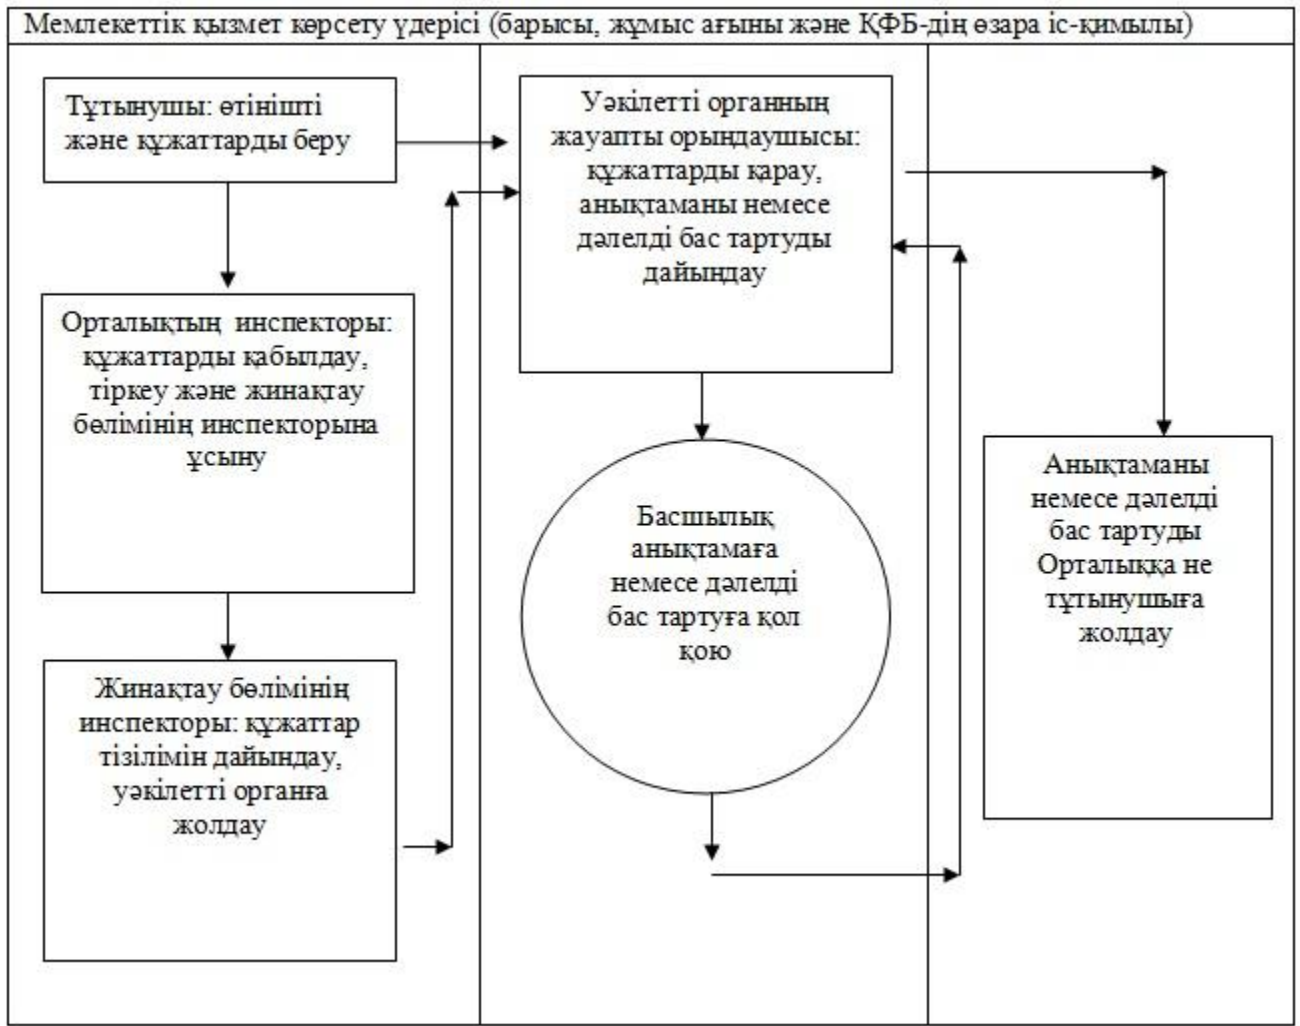 Мемлекеттік қызмет көрсету үдерісі (барысы, жұмыс ағыны және ҚФБ-дің өзара іс-қимылы)
Тұтынушы: өтінішті
және құжаттарды беру
Орталықтың инспекторы:
құжаттарды қабылдау,
тіркеу және жинақтау
бөлімінің инспекторына
ұсыну
Жинақтау бөлімінің
инспекторы: құжаттар
тізілімін дайындау,
уәкілетті органға
жолдау
Уәкілетті органның
жауапты орындаушысы:
құжаттарды қарау,
анықтаманы немесе
дәлелді бас тартуды
дайындау
Басшылық
анықтамаға
немесе дәлелді
бас тартуға қол
қою
Анықтаманы
немесе дәлелді
бас тартуды
Орталыққа не
тұтынушыға
жолдау